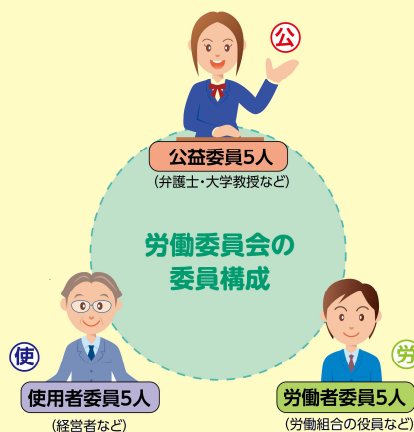 公
公益委員5人
(弁護士・大学教授など)
労働委員会の
委員構成
使
使用者委員5人
(経営者など)
労
労働者委員5人
(労働組合の役員など)